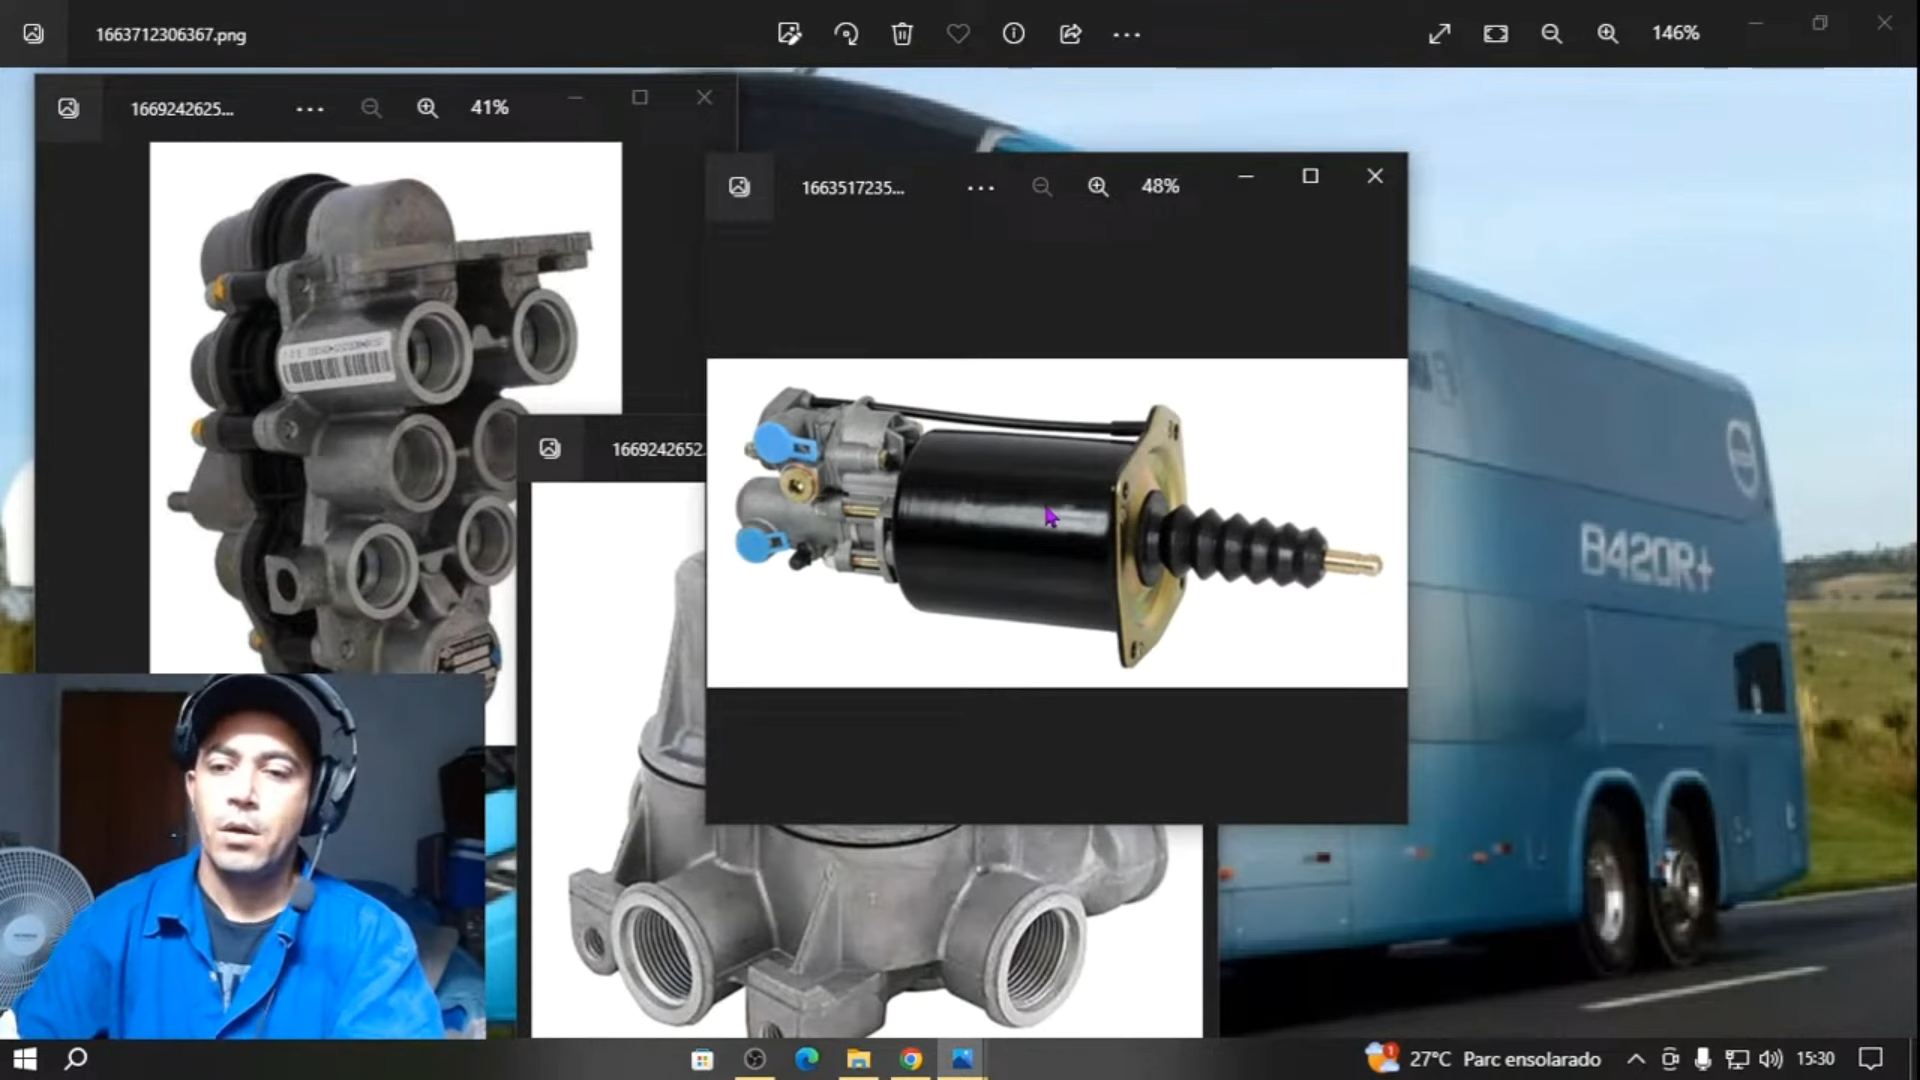 1663712306367.png
146%
1669242625...
41%
1663517235...
48%
1669242652.
B420R+
27°C Parc ensolarado
15:30